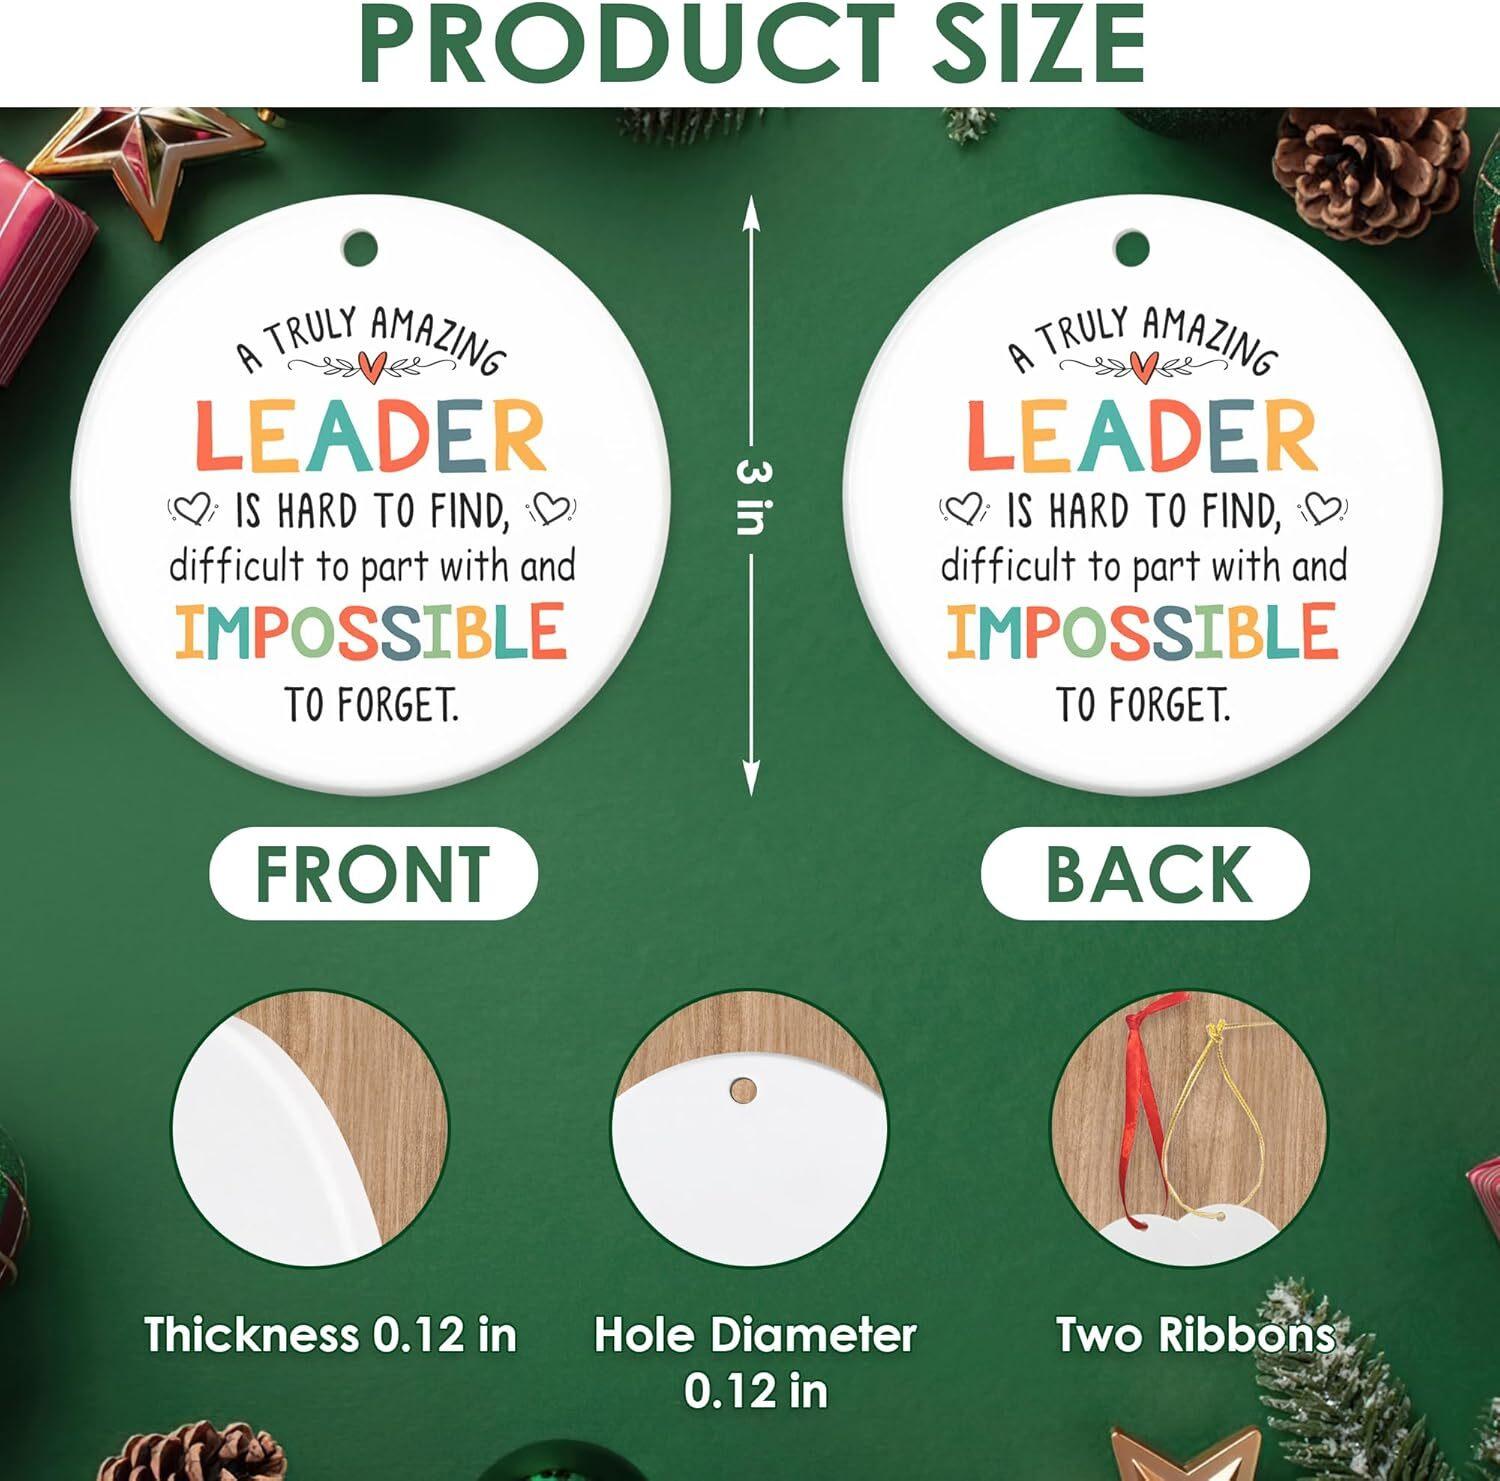 PRODUCT SIZE
A TRULY AMAZING
LEADER
IS HARD TO FIND,
difficult to part with and
IMPOSSIBLE
TO FORGET.
3 in
A TRULY AMAZING
LEADER
IS HARD TO FIND,
difficult to part with and
IMPOSSIBLE
TO FORGET.
FRONT
BACK
Thickness 0.12 in
Hole Diameter
0.12 in
Two Ribbons